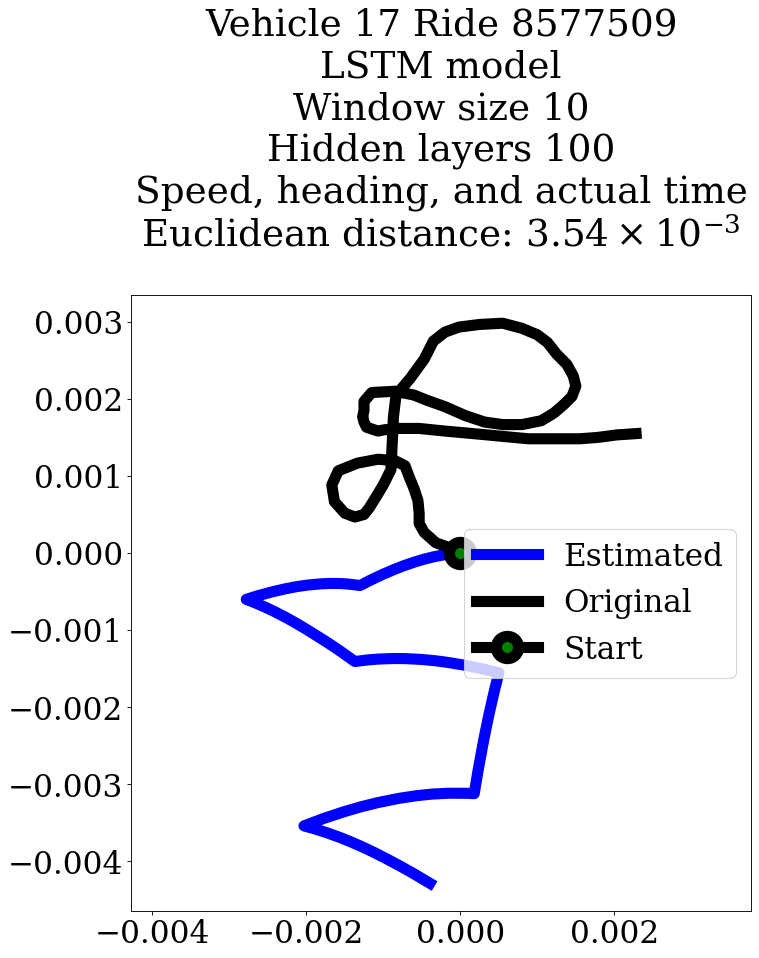 Vehicle 17 Ride 8577509
LSTM model
Window size 10
Hidden layers 100
Speed, heading, and actual time
Euclidean distance: 3.54 × 10⁻³
0.003
0.002
0.001
0.000
−0.001
−0.002
−0.003
−0.004
Estimated
Original
Start
−0.004 −0.002 0.000 0.002